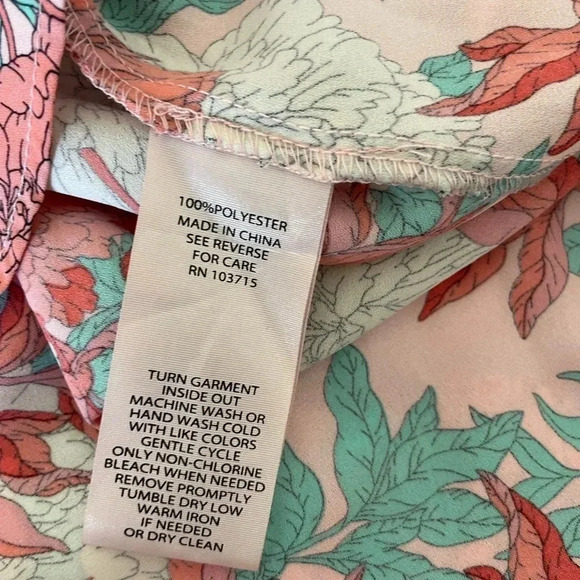 100%POLYESTER
MADE IN CHINA
SEE REVERSE
FOR CARE
RN 103715
TURN GARMENT
INSIDE OUT
MACHINE WASH OR
HAND WASH COLD
WITH LIKE COLORS
GENTLE CYCLE
ONLY NON-CHLORINE
BLEACH WHEN NEEDED
REMOVE PROMPTLY
TUMBLE DRY LOW
WARM IRON
IF NEEDED
OR DRY CLEAN